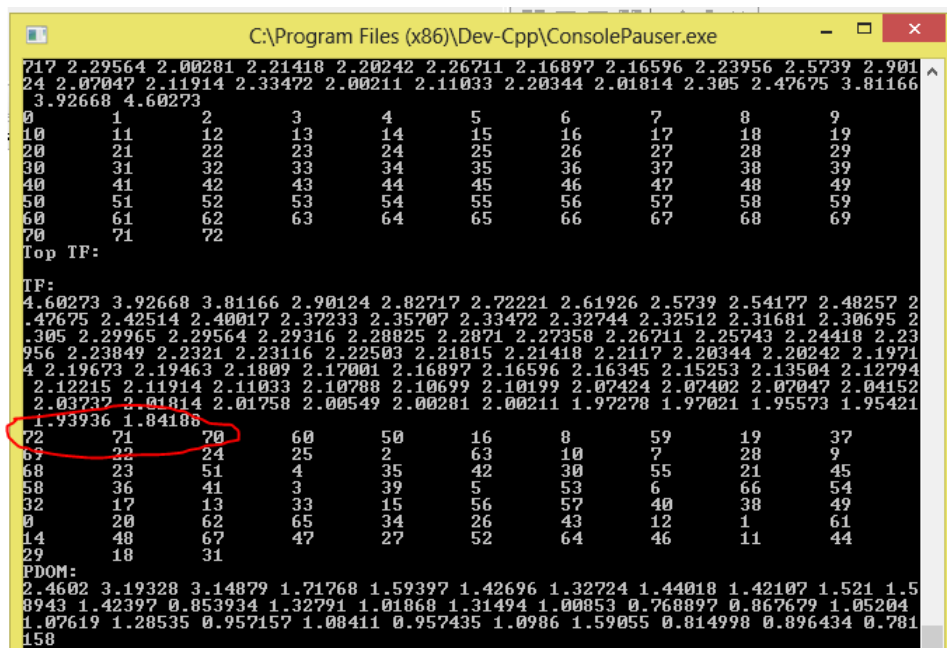 C:\Program Files (x86)\Dev-Cpp\ConsolePauser.exe
717 2.29564 2.00281 2.21418 2.20242 2.26711 2.16897 2.16596 2.23956 2.5739 2.901
24 2.07047 2.11914 2.33472 2.00211 2.11033 2.20344 2.01814 2.305 2.47675 3.81166
3.92668 4.60273
0 1 2 3 4 5 6 7 8 9
10 11 12 13 14 15 16 17 18 19
20 21 22 23 24 25 26 27 28 29
30 31 32 33 34 35 36 37 38 39
40 41 42 43 44 45 46 47 48 49
50 51 52 53 54 55 56 57 58 59
60 61 62 63 64 65 66 67 68 69
70 71 72
Top TF:
TF:
4.60273 3.92668 3.81166 2.90124 2.82717 2.72221 2.61926 2.5739 2.54177 2.48257 2
.47675 2.42514 2.40017 2.37233 2.35707 2.33472 2.32744 2.32512 2.31681 2.30695 2
.305 2.29965 2.29564 2.29316 2.28825 2.2871 2.27358 2.26711 2.25743 2.24418 2.23
956 2.23849 2.2321 2.23116 2.22503 2.21815 2.21418 2.2117 2.20344 2.20242 2.1971
4 2.19673 2.19463 2.1809 2.17001 2.16897 2.16596 2.16345 2.15253 2.13504 2.12794
2.12215 2.11914 2.11033 2.10788 2.10699 2.10199 2.07424 2.07402 2.07047 2.04152
2.03737 2.01814 2.01758 2.00549 2.00281 2.00211 1.97278 1.97021 1.95573 1.95421
1.93936 1.84188
72 71 70 60 50 16 8 59 19 37
69 22 24 25 2 63 10 7 28 9
68 23 51 4 35 42 30 55 21 45
58 36 41 3 39 5 53 6 66 54
32 17 13 33 15 56 57 40 38 49
0 20 62 65 34 26 43 12 1 61
14 48 67 47 27 52 64 46 11 44
29 18 31
PDOM:
2.4602 3.19328 3.14879 1.71768 1.59397 1.42696 1.32724 1.44018 1.42107 1.521 1.5
8943 1.42397 0.853934 1.32791 1.01868 1.31494 1.00853 0.768897 0.867679 1.05204
1.07619 1.28535 0.957157 1.08411 0.957435 1.0986 1.59055 0.814998 0.896434 0.781
158